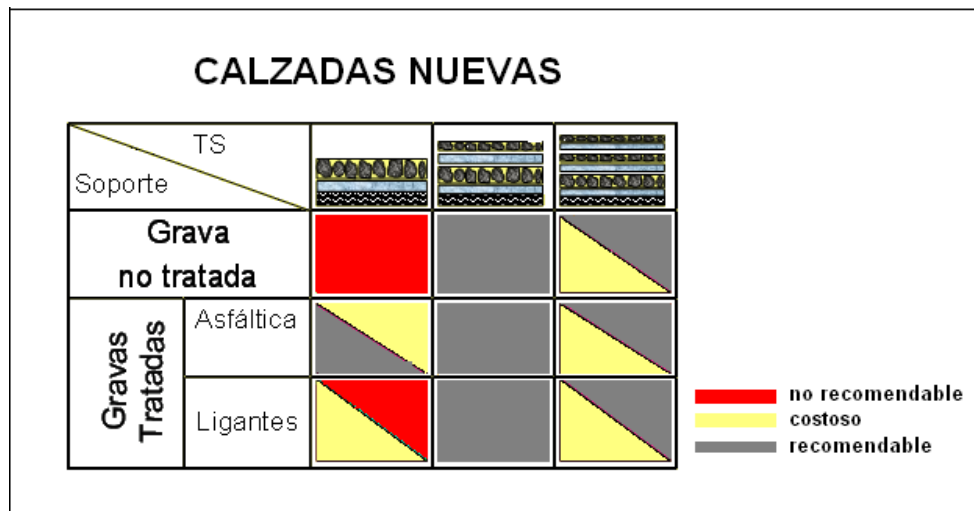 CALZADAS NUEVAS
TS
Soporte
Grava
no tratada
Gravas
Tratadas
Asfáltica
Ligantes
no recomendable
costoso
recomendable